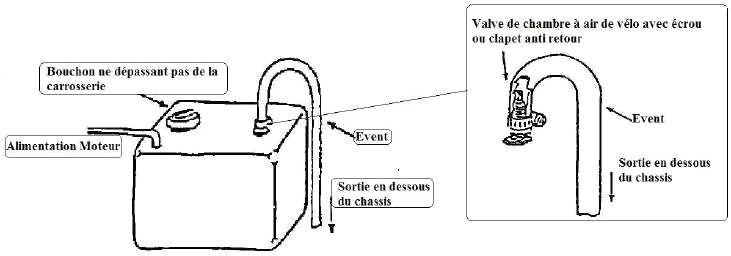 Bouchon ne dépassant pas de la
carrosserie
Alimentation Moteur
Event
Sortie en dessous
du chassis
Valve de chambre à air de vélo avec écrou
ou clapet anti retour
Event
Sortie en dessous
du chassis